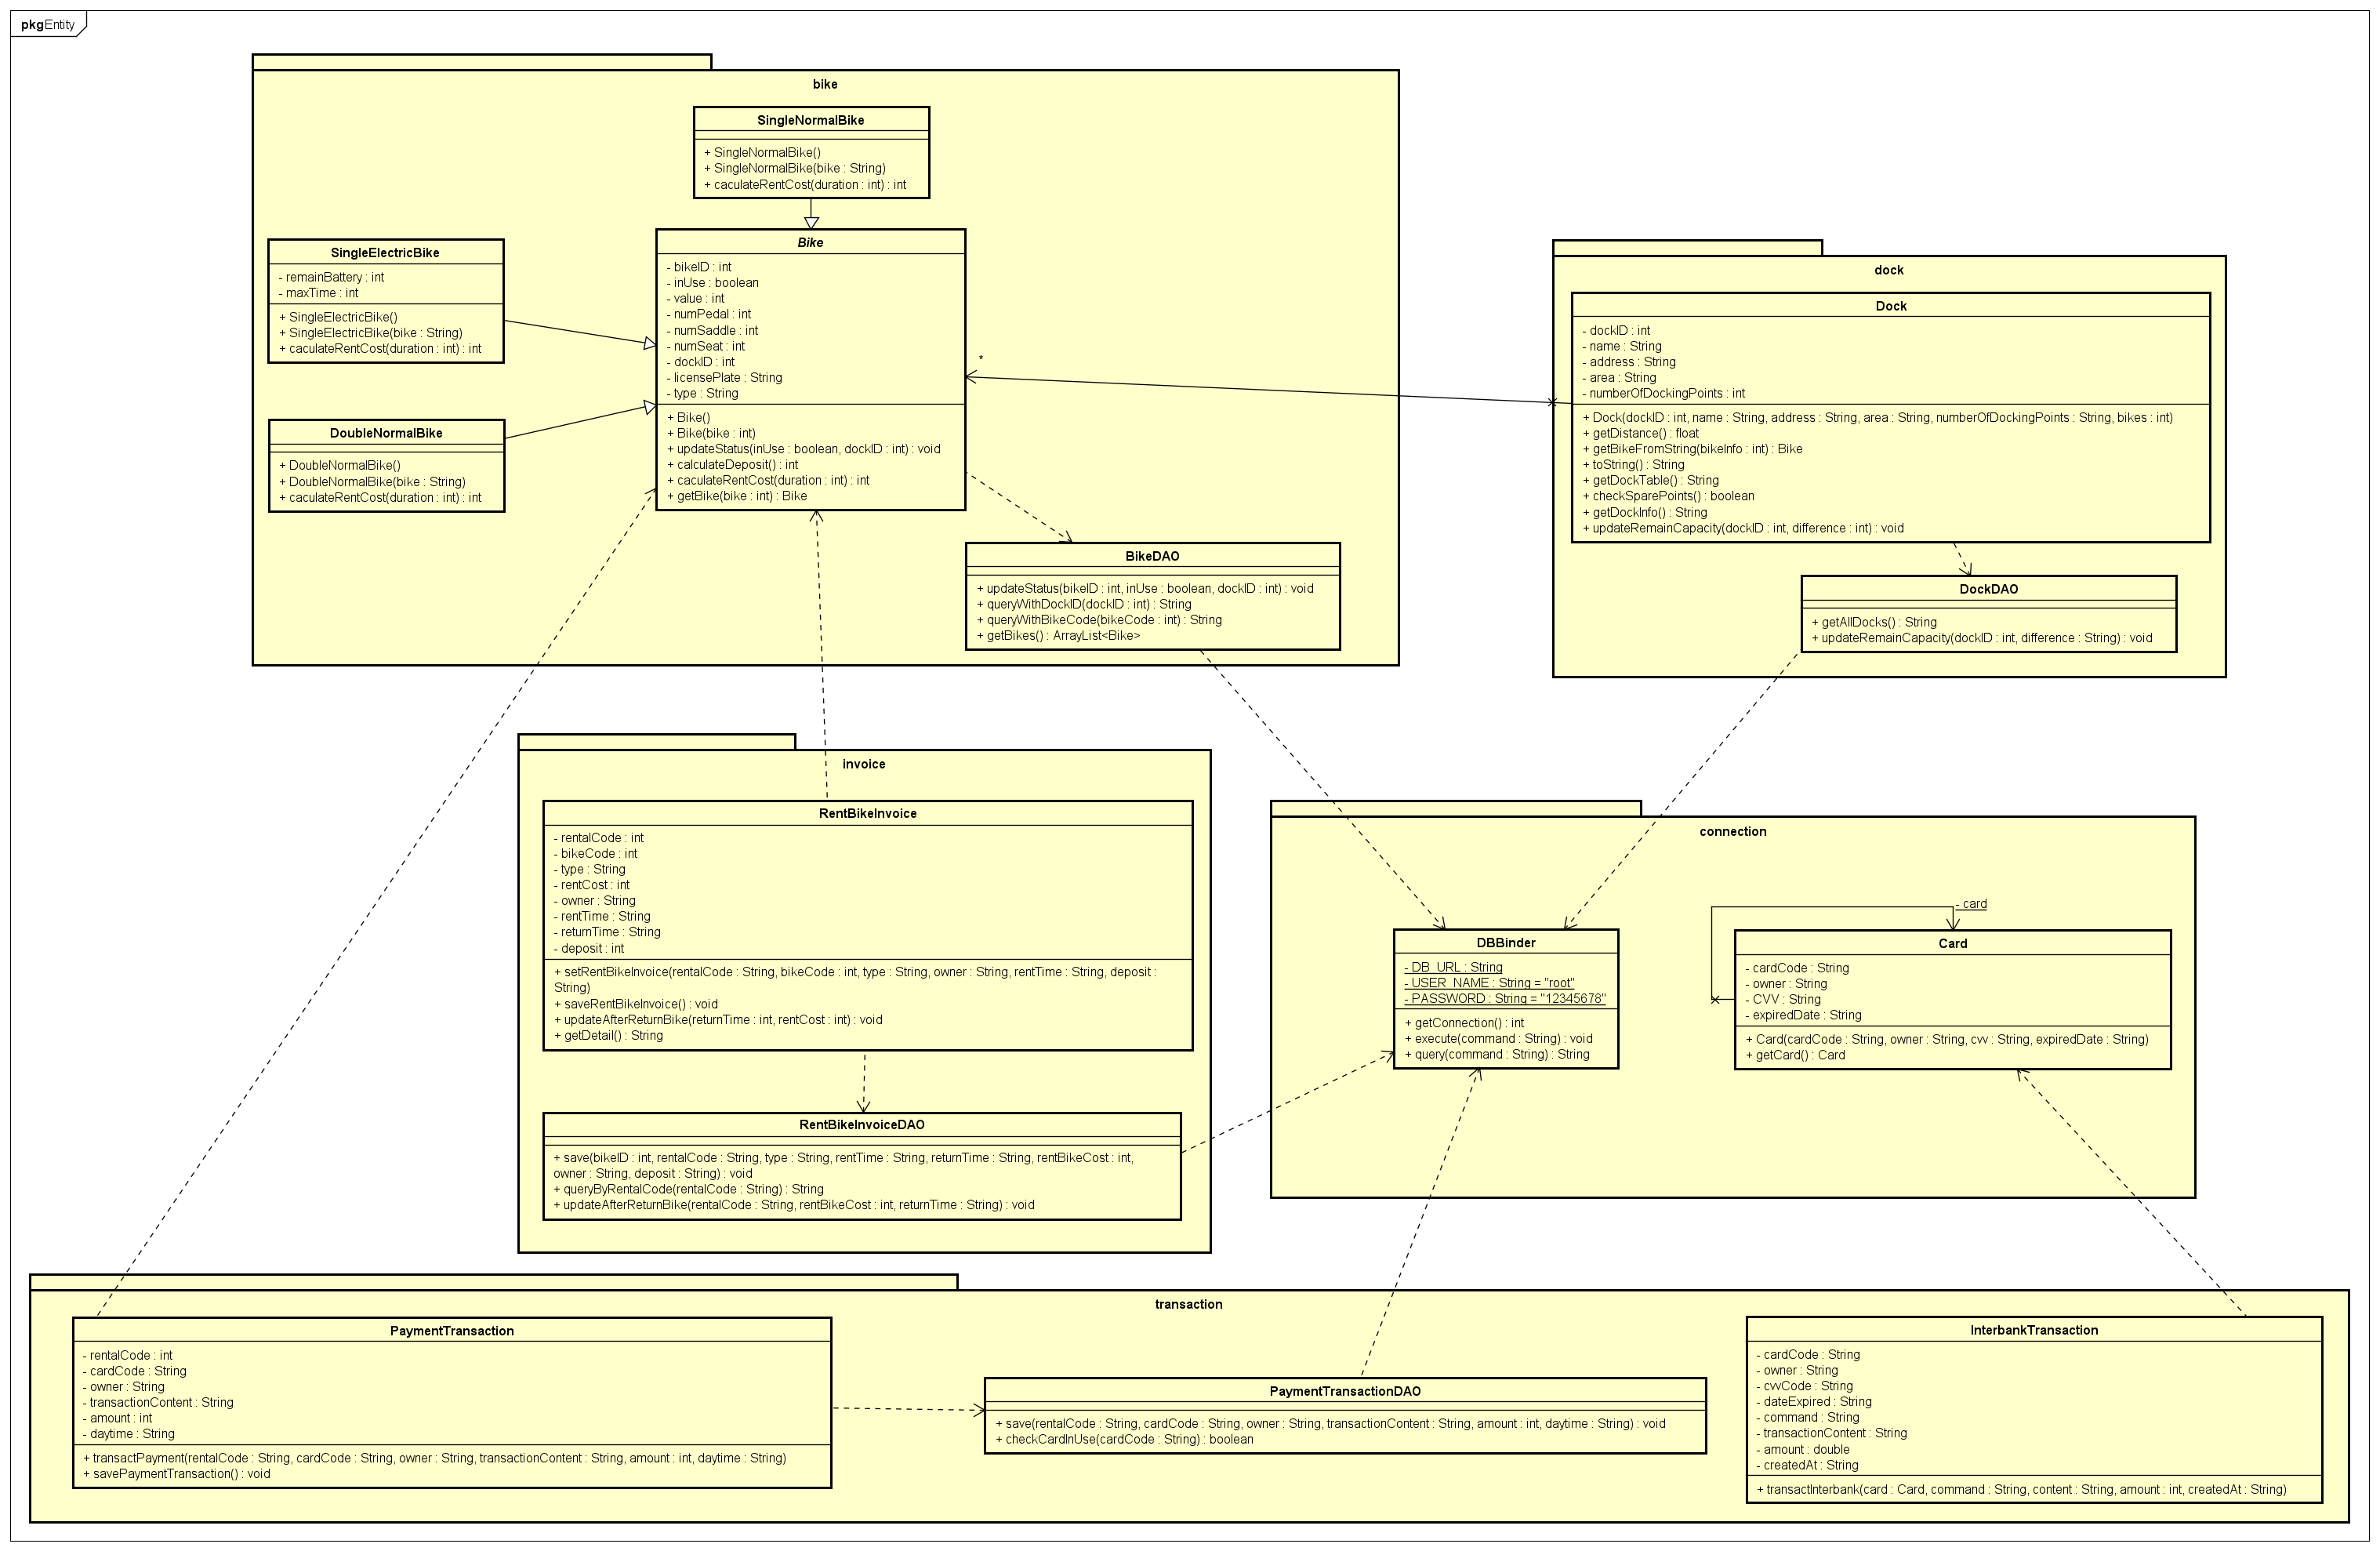 pkg Entity
bike
SingleNormalBike
+ SingleNormalBike()
+ SingleNormalBike(bike : String)
+ caculateRentCost(duration : int) : int
SingleElectricBike
- remainBattery : int
- maxTime : int
+ SingleElectricBike()
+ SingleElectricBike(bike : String)
+ caculateRentCost(duration : int) : int
DoubleNormalBike
+ DoubleNormalBike()
+ DoubleNormalBike(bike : String)
+ caculateRentCost(duration : int) : int
Bike
- bikeID : int
- inUse : boolean
- value : int
- numPedal : int
- numSaddle : int
- numSeat : int
- dockID : int
- licensePlate : String
- type : String
+ Bike()
+ Bike(bike : int)
+ updateStatus(inUse : boolean, dockID : int) : void
+ calculateDeposit() : int
+ caculateRentCost(duration : int) : int
+ getBike(bike : int) : Bike
*
BikeDAO
+ updateStatus(bikeID : int, inUse : boolean, dockID : int) : void
+ queryWithDockID(dockID : int) : String
+ queryWithBikeCode(bikeCode : int) : String
+ getBikes() : ArrayList<Bike>
dock
Dock
- dockID : int
- name : String
- address : String
- area : String
- numberOfDockingPoints : int
+ Dock(dockID : int, name : String, address : String, area : String, numberOfDockingPoints : String, bikes : int)
+ getDistance() : float
+ getBikeFromString(bikeInfo : int) : Bike
+ toString() : String
+ getDockTable() : String
+ checkSparePoints() : boolean
+ getDockInfo() : String
+ updateRemainCapacity(dockID : int, difference : int) : void
DockDAO
+ getAllDocks() : String
+ updateRemainCapacity(dockID : int, difference : String) : void
invoice
RentBikeInvoice
- rentalCode : int
- bikeCode : int
- type : String
- rentCost : int
- owner : String
- rentTime : String
- returnTime : String
- deposit : int
+ setRentBikeInvoice(rentalCode : String, bikeCode : int, type : String, owner : String, rentTime : String, deposit :
String)
+ saveRentBikeInvoice() : void
+ updateAfterReturnBike(returnTime : int, rentCost : int) : void
+ getDetail() : String
RentBikeInvoiceDAO
+ save(bikeID : int, rentalCode : String, type : String, rentTime : String, returnTime : String, rentBikeCost : int,
owner : String, deposit : String) : void
+ queryByRentalCode(rentalCode : String) : String
+ updateAfterReturnBike(rentalCode : String, rentBikeCost : int, returnTime : String) : void
connection
DBBinder
- DB_URL : String
- USER_NAME : String = "root"
- PASSWORD : String = "12345678"
+ getConnection() : int
+ execute(command : String) : void
+ query(command : String) : String
- card
Card
- cardCode : String
- owner : String
- CVV : String
- expiredDate : String
+ Card(cardCode : String, owner : String, cvv : String, expiredDate : String)
+ getCard() : Card
transaction
PaymentTransaction
- rentalCode : int
- cardCode : String
- owner : String
- transactionContent : String
- amount : int
- daytime : String
+ transactPayment(rentalCode : String, cardCode : String, owner : String, transactionContent : String, amount : int, daytime : String)
+ savePaymentTransaction() : void
PaymentTransactionDAO
+ save(rentalCode : String, cardCode : String, owner : String, transactionContent : String, amount : int, daytime : String) : void
+ checkCardInUse(cardCode : String) : boolean
InterbankTransaction
- cardCode : String
- owner : String
- cvvCode : String
- dateExpired : String
- command : String
- transactionContent : String
- amount : double
- createdAt : String
+ transactInterbank(card : Card, command : String, content : String, amount : int, createdAt : String)